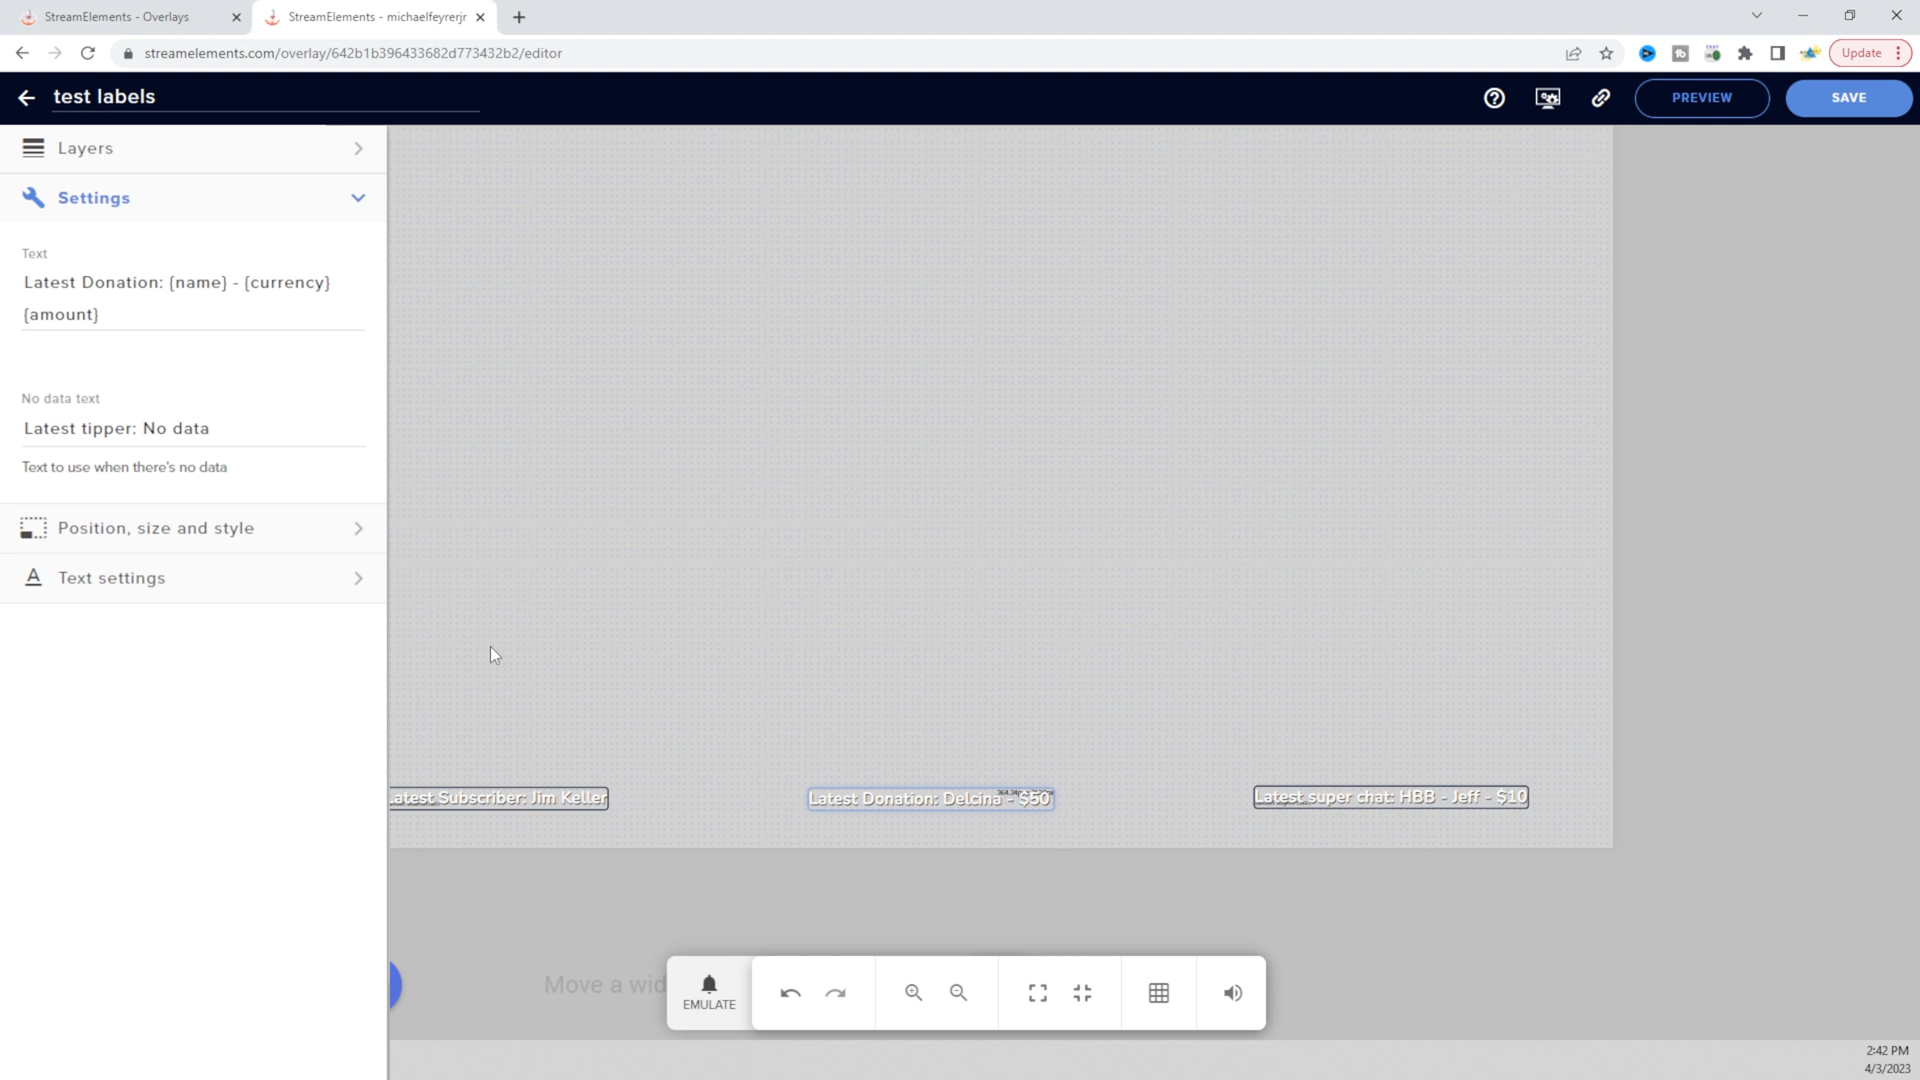 StreamElements - Overlays
StreamElements - michaelfeyrerjr
streamelements.com/overlay/642b1b396433682d773432b2/editor
Update
test labels
PREVIEW
SAVE
Layers
Settings
Text
Latest Donation: {name} - {currency}
{amount}
No data text
Latest tipper: No data
Text to use when there's no data
Position, size and style
Text settings
Latest Subscriber: Jim Keller
Latest Donation: Delcina - $50
Latest super chat: HBB - Jeff - $10
Move a wid
EMULATE
2:42 PM
4/3/2023